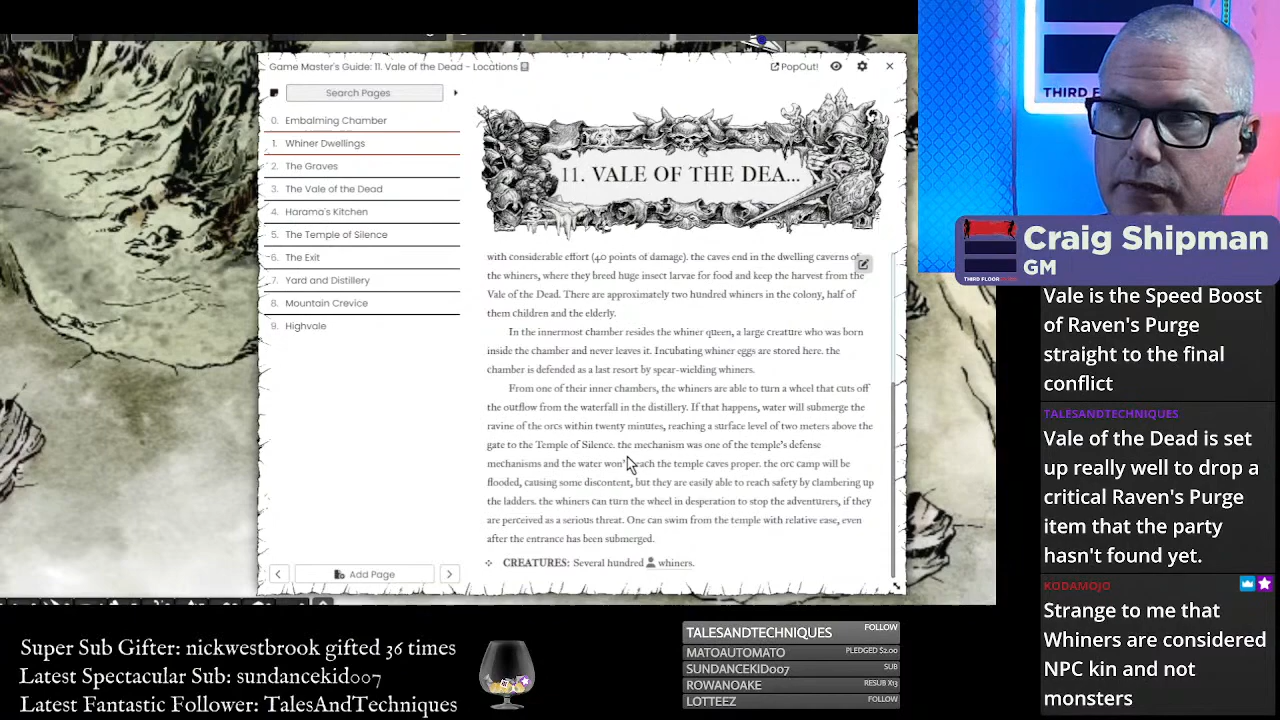 Game Master's Guide: 11. Vale of the Dead - Locations
PopOut!
Search Pages
0. Embalming Chamber
1. Whiner Dwellings
2. The Graves
3. The Vale of the Dead
4. Harama's Kitchen
5. The Temple of Silence
6. The Exit
7. Yard and Distillery
8. Mountain Crevice
9. Highvale
Add Page
11. VALE OF THE DEA...
with considerable effort (40 points of damage). the caves end in the dwelling caverns of
the whiners, where they breed huge insect larvae for food and keep the harvest from the
Vale of the Dead. There are approximately two hundred whiners in the colony, half of
them children and the elderly.
In the innermost chamber resides the whiner queen, a large creature who was born
inside the chamber and never leaves it. Incubating whiner eggs are stored here. the
chamber is defended as a last resort by spear-wielding whiners.
From one of their inner chambers, the whiners are able to turn a wheel that cuts off
the outflow from the waterfall in the distillery. If that happens, water will submerge the
ravine of the orcs within twenty minutes, reaching a surface level of two meters above the
gate to the Temple of Silence. the mechanism was one of the temple's defense
mechanisms and the water won't reach the temple caves proper. the orc camp will be
flooded, causing some discontent, but they are easily able to reach safety by clambering up
the ladders. the whiners can turn the wheel in desperation to stop the adventurers, if they
are perceived as a serious threat. One can swim from the temple with relative ease, even
after the entrance has been submerged.
CREATURES: Several hundred whiners.
THIRD F
Craig Shipman
GM
THIRD FLOOR
Vale is the Speed Boost
of Raven's Purge
straight to the final
conflict
TALESANDTECHNIQUES
Vale of the Dead is set
up really well to drop a
critical Raven's Purge
item that the party
hasn't found yet.
KODAMOJO
Strange to me that
Whiners are considered
NPC kin and not
monsters
Super Sub Gifter: nickwestbrook gifted 36 times
Latest Spectacular Sub: sundancekid007
Latest Fantastic Follower: TalesAndTechniques
TALESANDTECHNIQUES FOLLOW
MATOAUTOMATO PLEDGED $2.00
SUNDANCEKID007 SUB
ROWANOAKE RESUB X13
LOTTEEZ FOLLOW